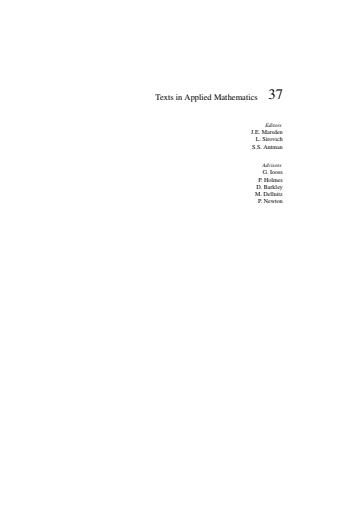 Texts in Applied Mathematics 37
Editors
J.E. Marsden
L. Sirovich
S.S. Antman
Advisors
G. Iooss
P. Holmes
D. Barkley
M. Dellnitz
P. Newton